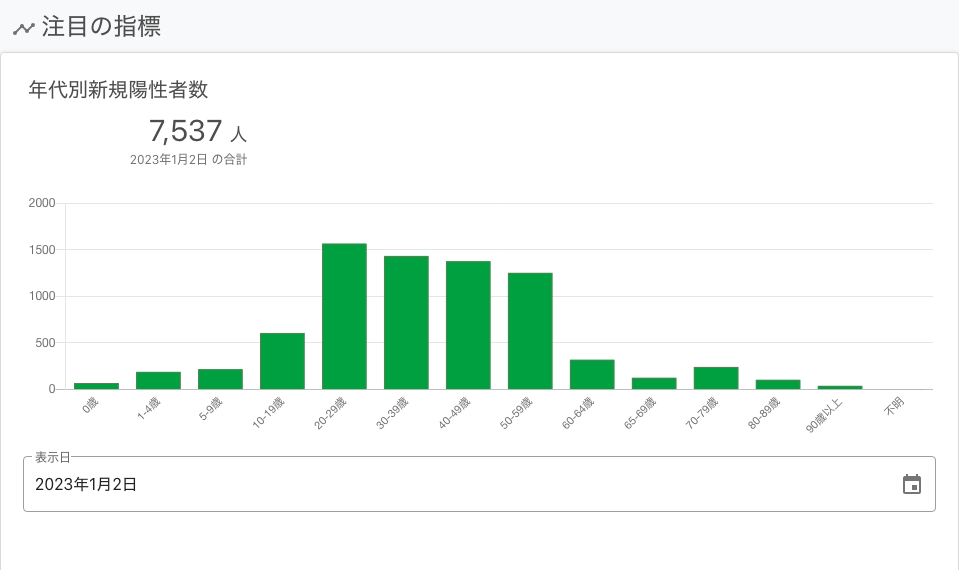 注目の指標
年代別新規陽性者数
7,537 人
2023年1月2日 の合計
2000
1500
1000
500
0
0歳
1-4歳
5-9歳
10-19歳
20-29歳
30-39歳
40-49歳
50-59歳
60-64歳
65-69歳
70-79歳
80-89歳
90歳以上
不明
表示日
2023年1月2日